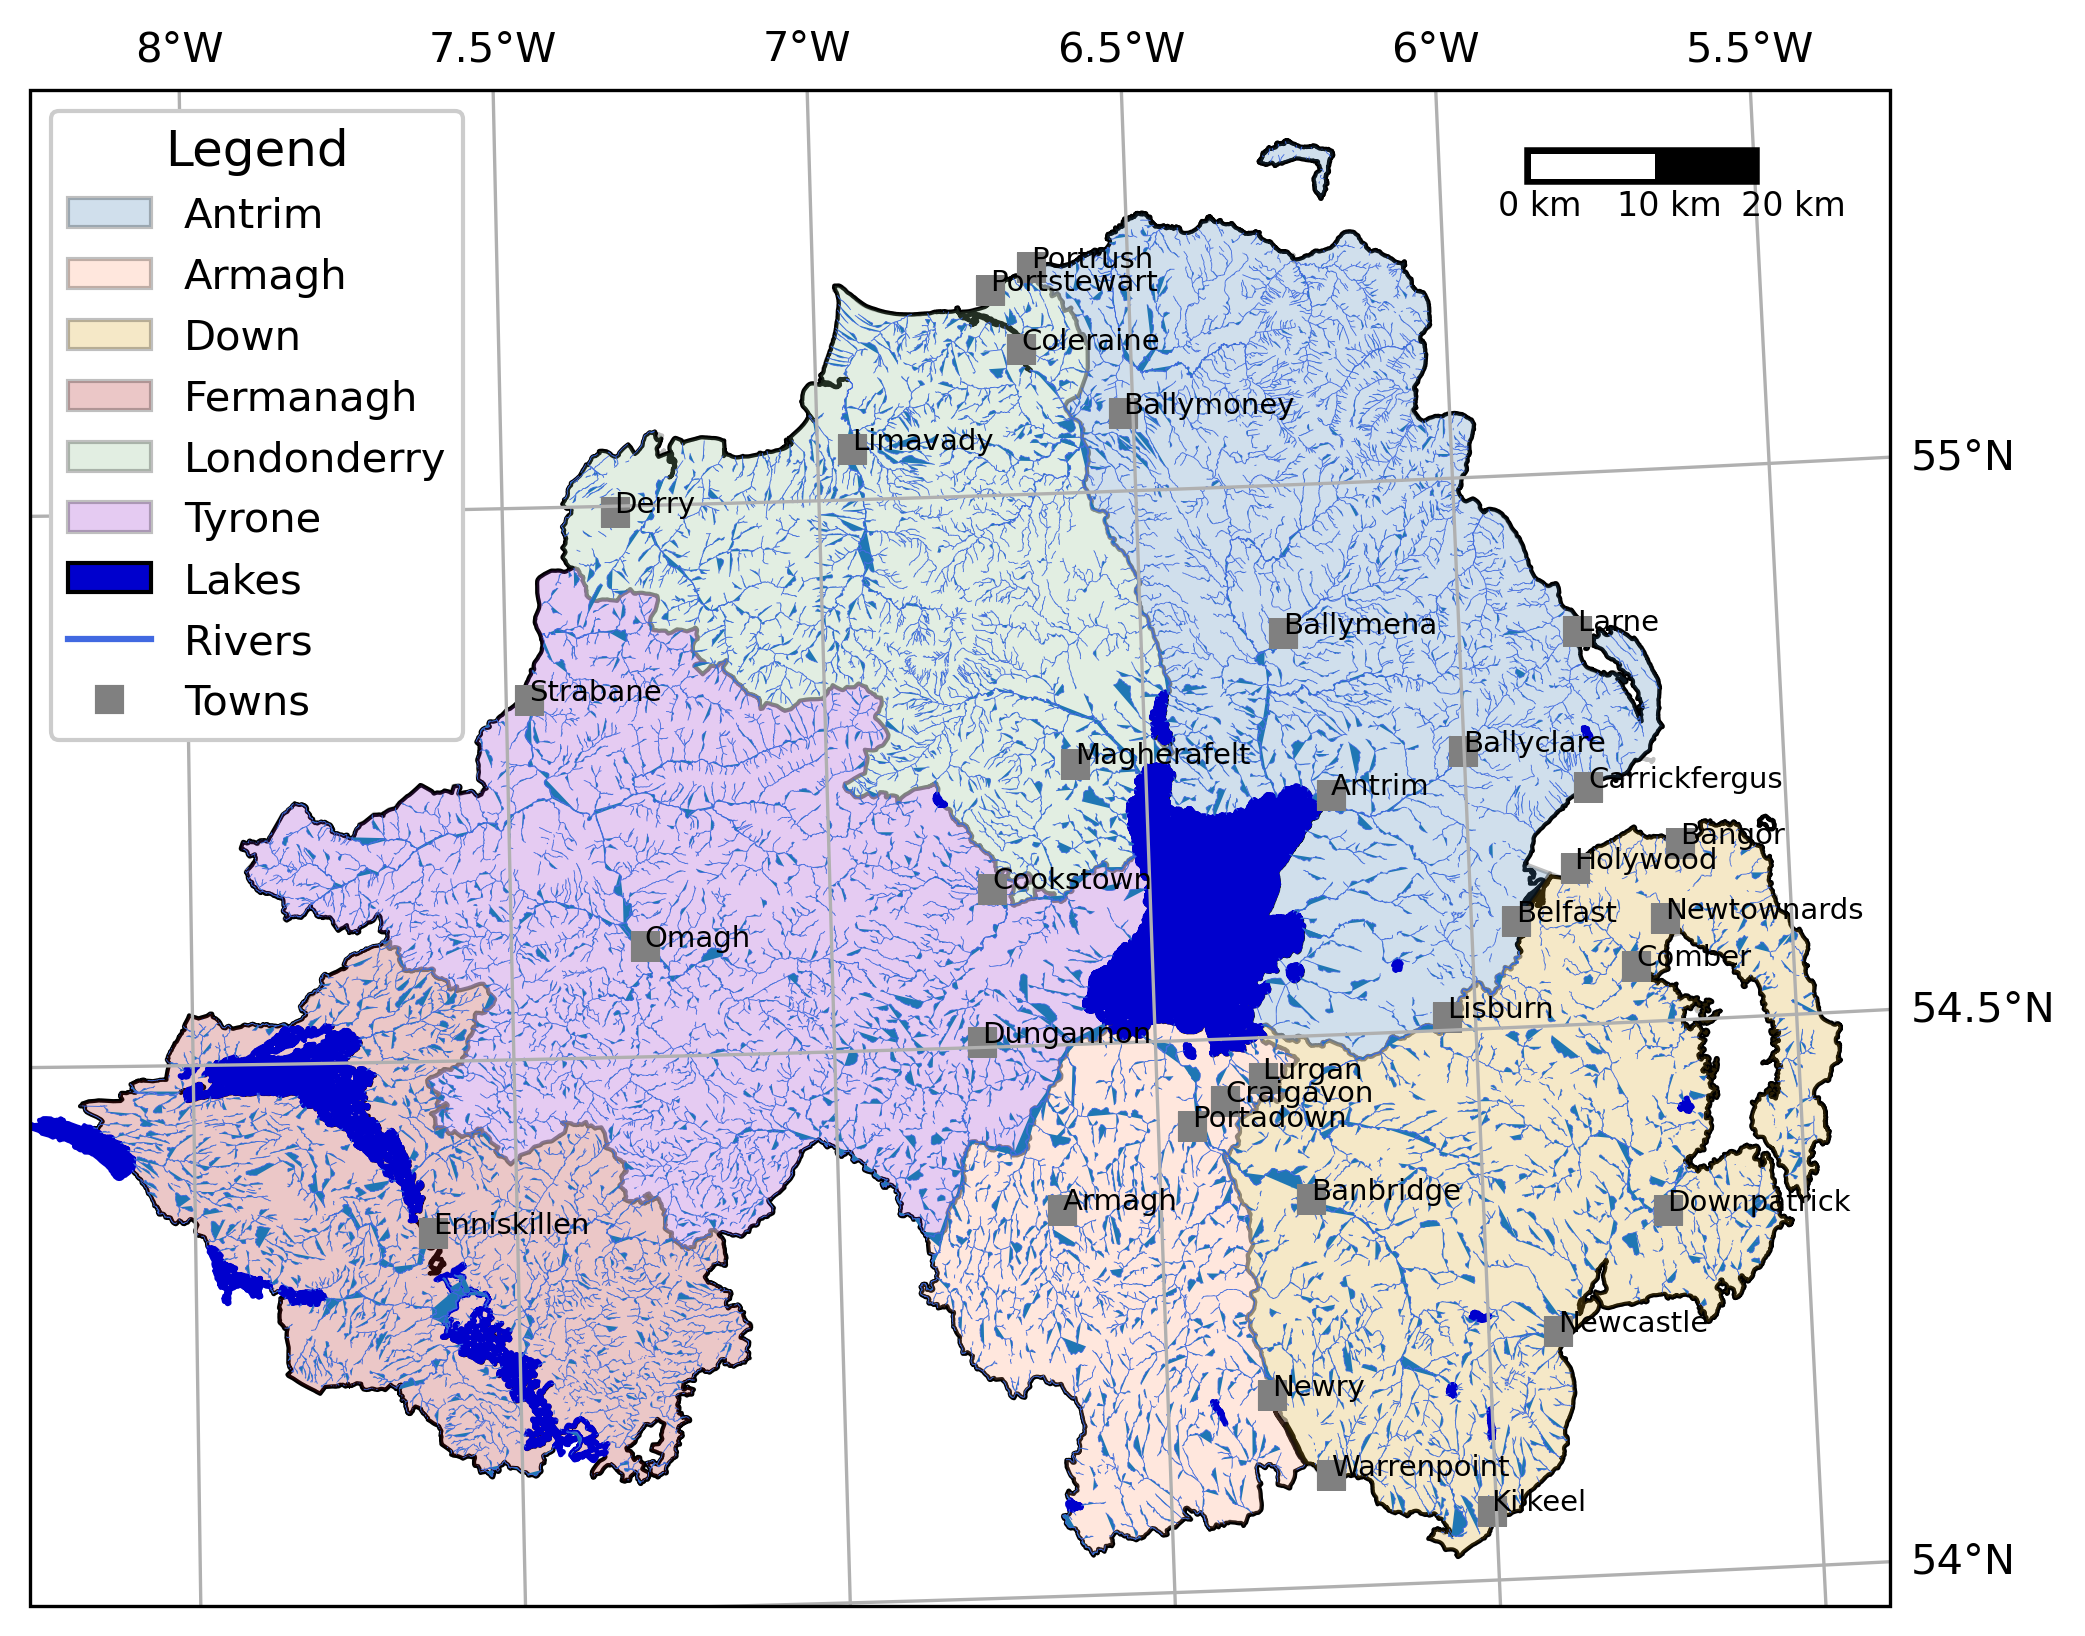 8°W 7.5°W 7°W 6.5°W 6°W 5.5°W
Legend
Antrim
Armagh
Down
Fermanagh
Londonderry
Tyrone
Lakes
Rivers
Towns
0 km 10 km 20 km
Portrush
Portstewart
Coleraine
Ballymoney
Limavady
55°N
Derry
Larne
Ballymena
Strabane
Ballyclare
Magherafelt
Carrickfergus
Antrim
Bangor
Holywood
Cookstown
Newtownards
Belfast
Omagh
Comber
Lisburn
54.5°N
Dungannon
Lurgan
Craigavon
Portadown
Banbridge
Armagh
Downpatrick
Enniskillen
Newcastle
Newry
Warrenpoint
Kilkeel
54°N